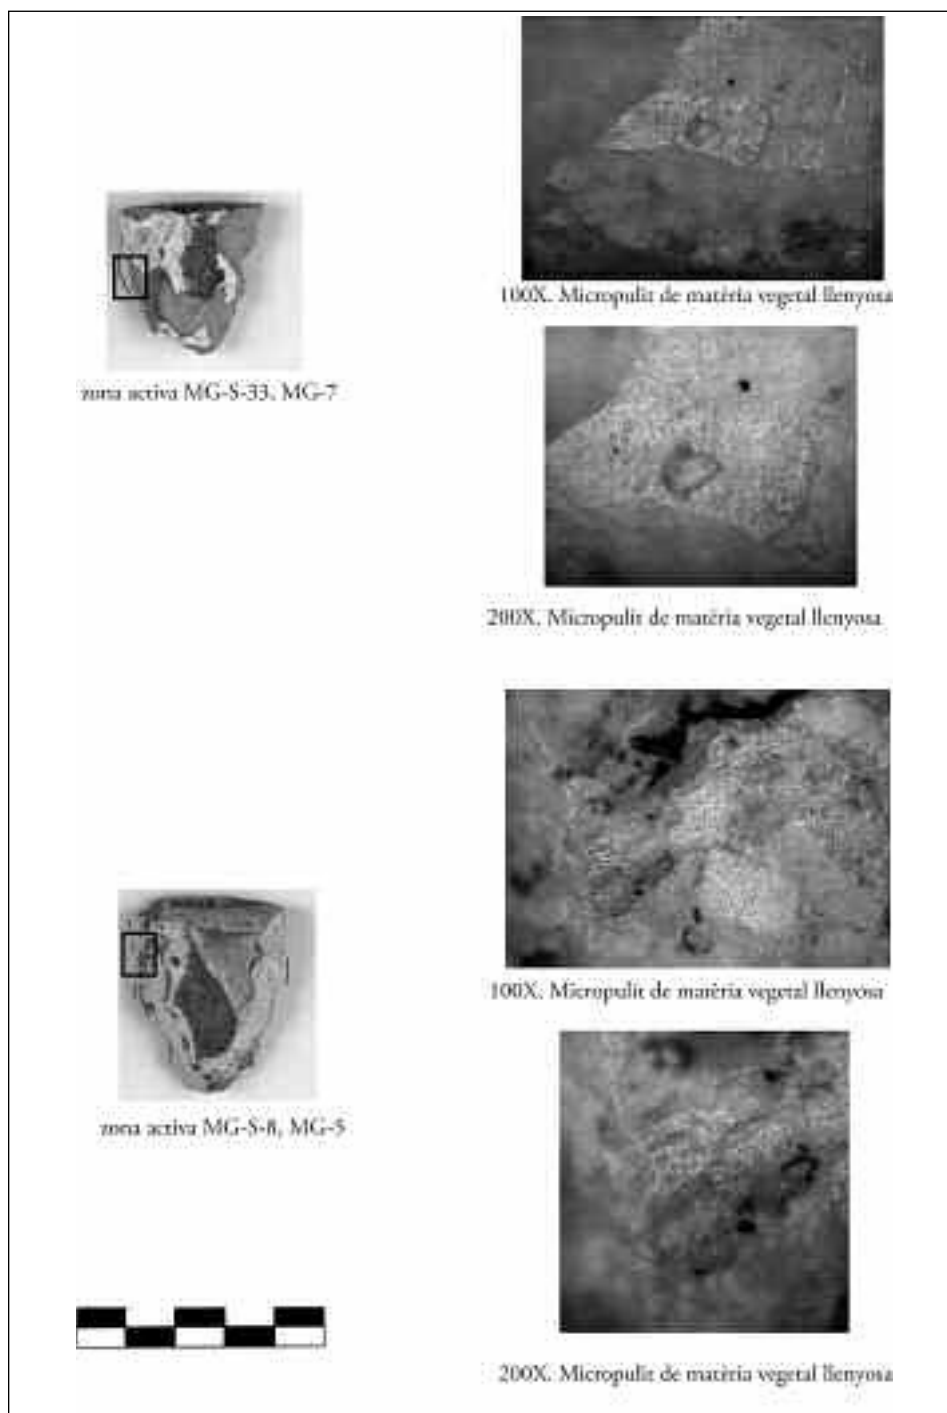 100X. Micropulit de matèria vegetal llenyosa
zona activa MG-S-33, MG-7
200X. Micropulit de matèria vegetal llenyosa
100X. Micropulit de matèria vegetal llenyosa
zona activa MG-S-8, MG-5
200X. Micropulit de matèria vegetal llenyosa